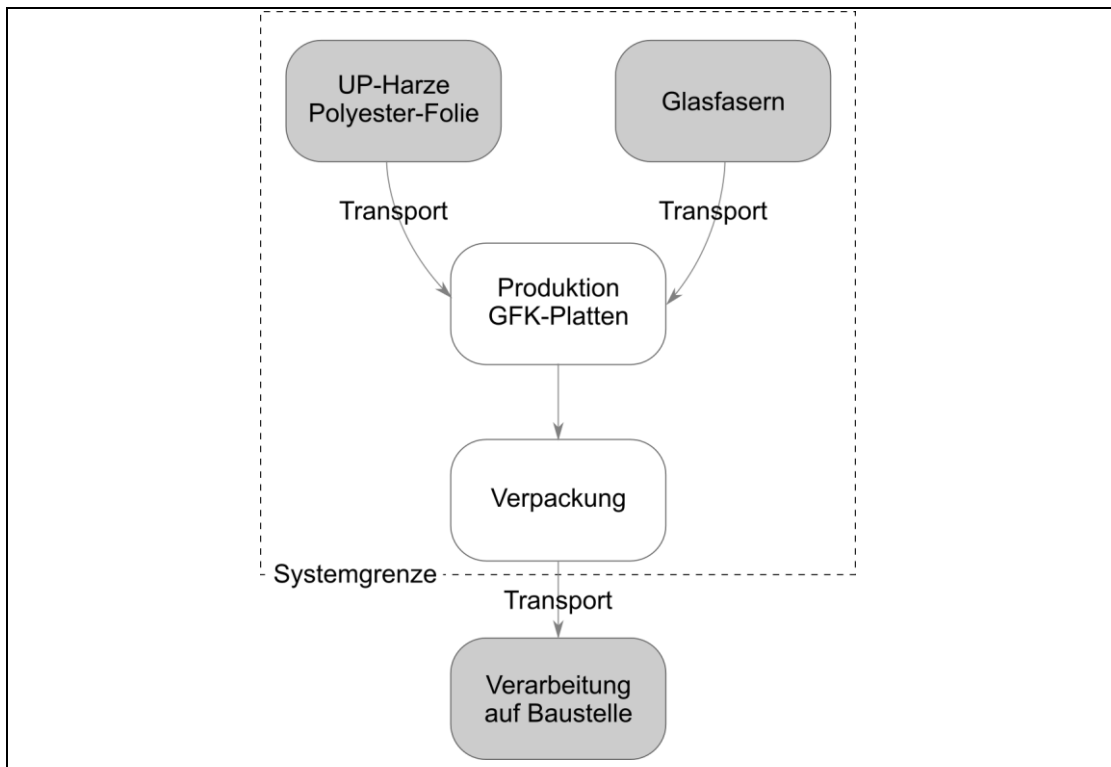 UP-Harze
Polyester-Folie
Glasfasern
Transport
Transport
Produktion
GFK-Platten
Verpackung
Systemgrenze
Transport
Verarbeitung
auf Baustelle